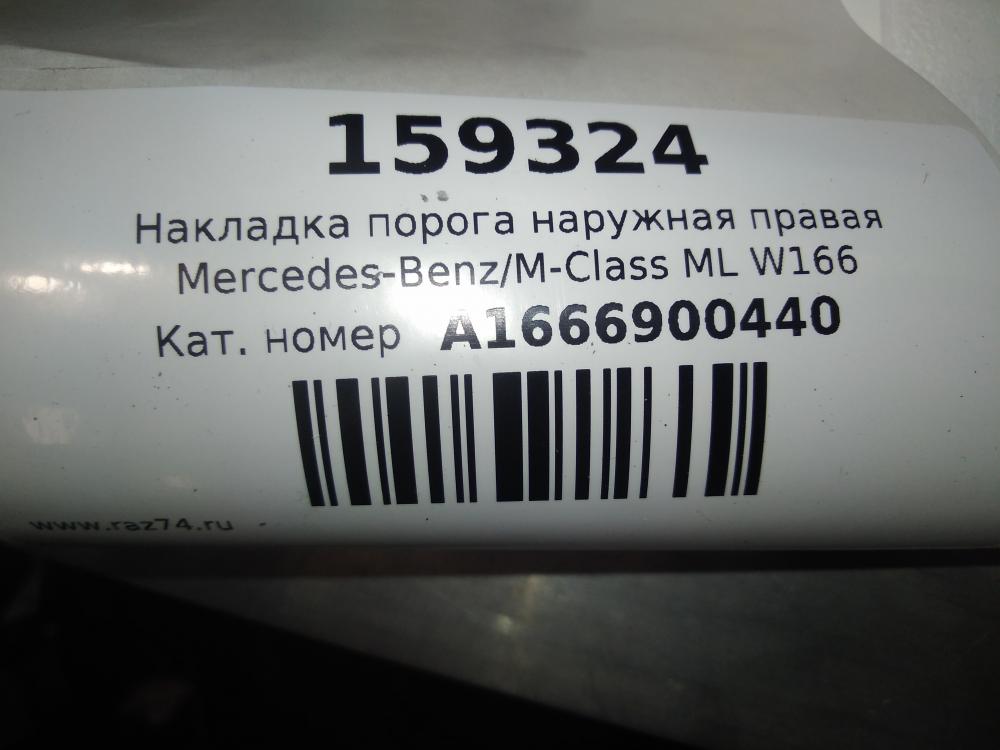 159324
Накладка порога наружная правая
Mercedes-Benz/M-Class ML W166
Кат. номер A1666900440
www.raz74.ru